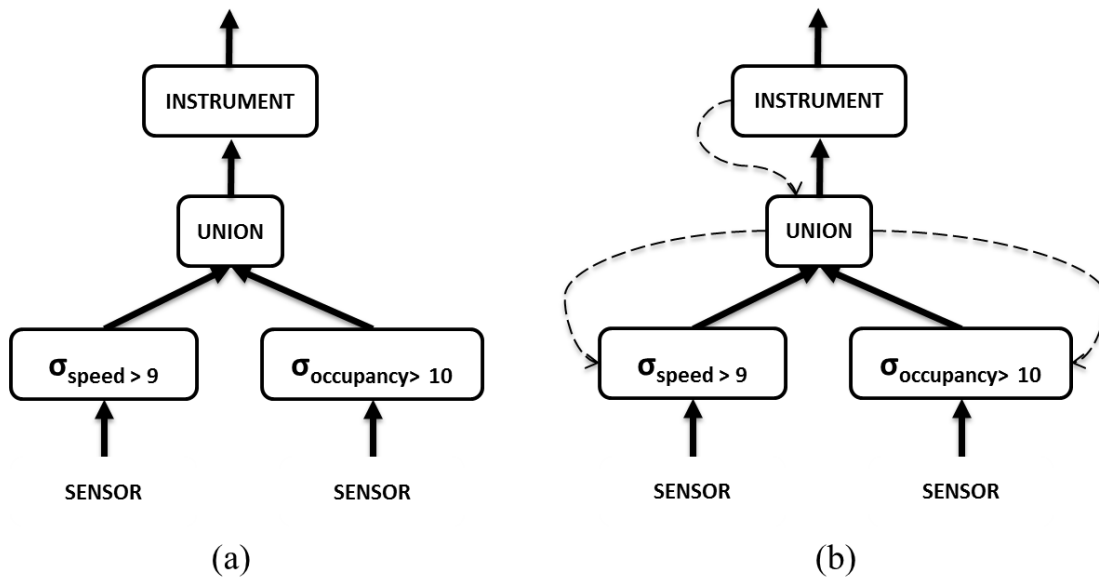 INSTRUMENT
UNION
σspeed > 9
σoccupancy> 10
SENSOR
SENSOR
(a)
INSTRUMENT
UNION
σspeed > 9
σoccupancy> 10
SENSOR
SENSOR
(b)